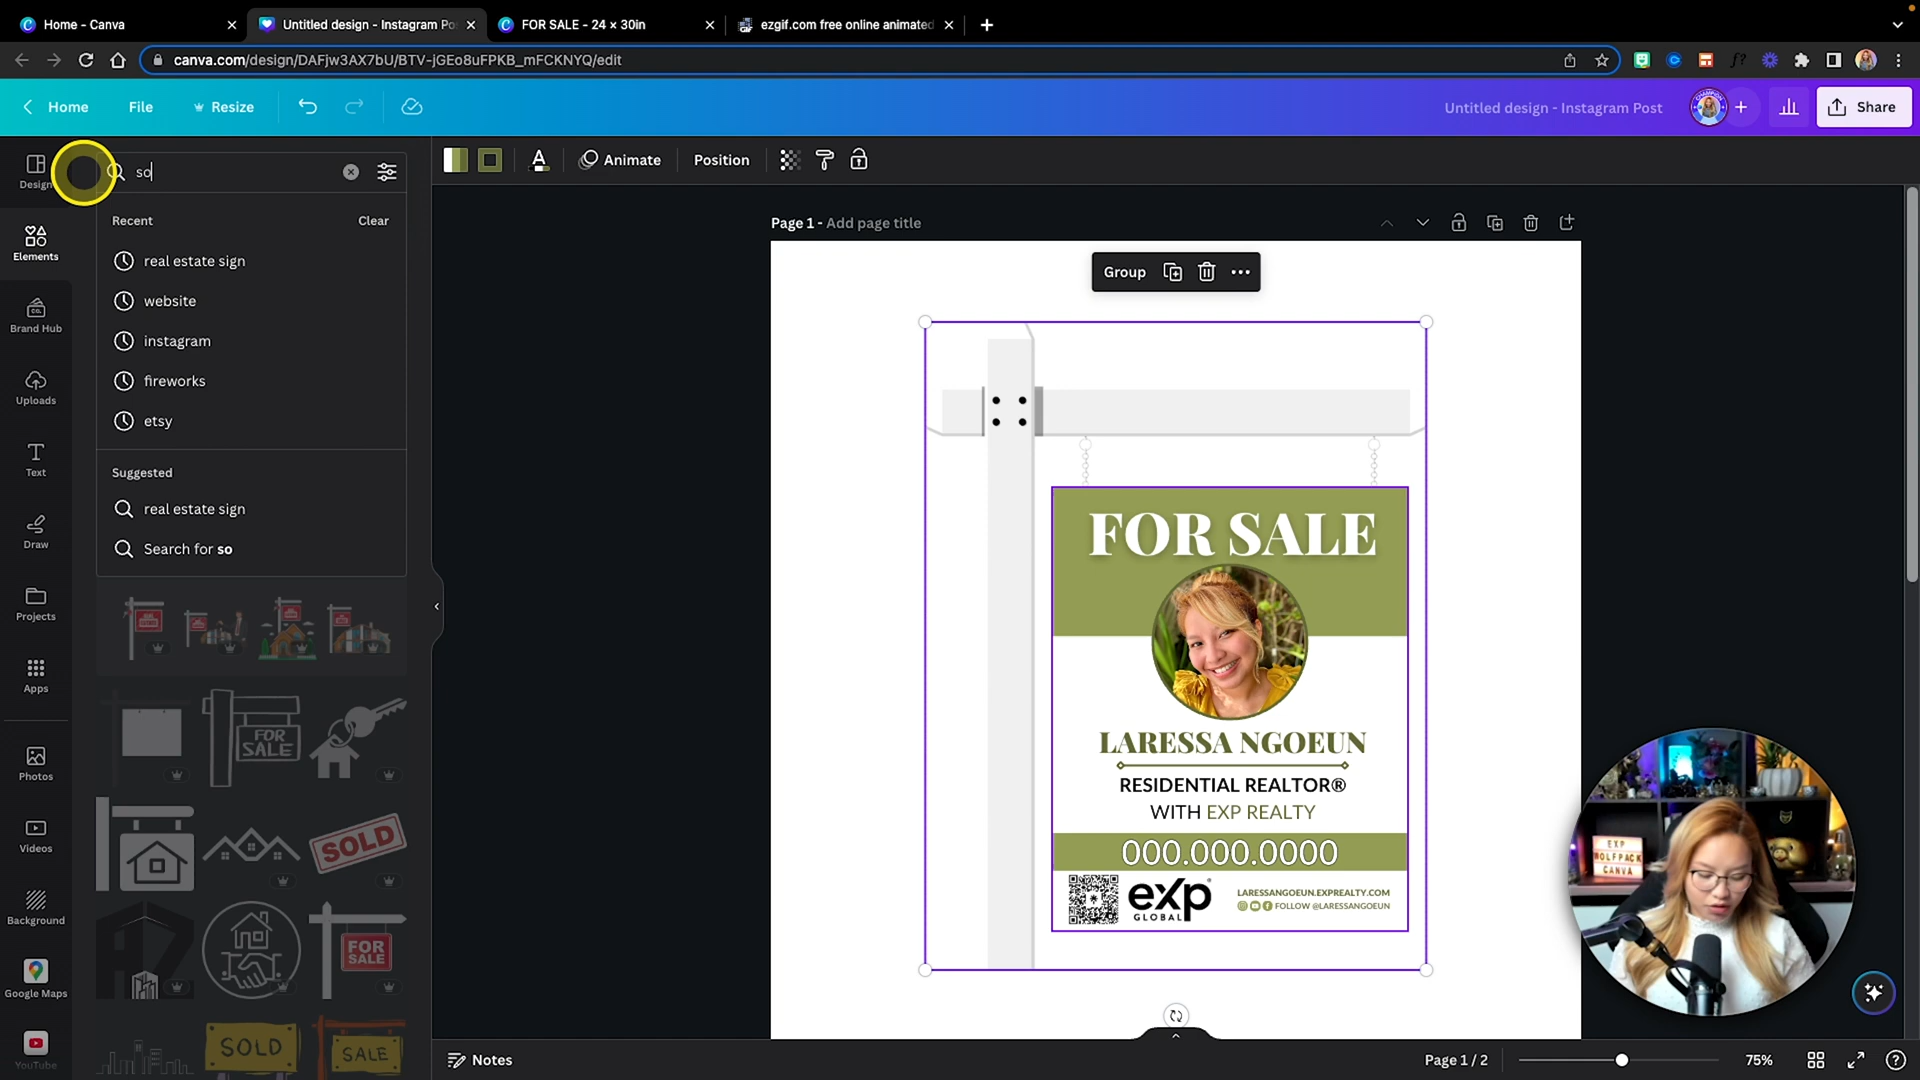 Home - Canva
Untitled design - Instagram Po
FOR SALE - 24 × 30in
ezgif.com free online animated
canva.com/design/DAFjw3AX7bU/BTV-jGEo8uFPKB_mFCKNYQ/edit
Home
File
Resize
Untitled design - Instagram Post
Share
Design
so
Animate
Position
Recent
Clear
Page 1 - Add page title
Elements
real estate sign
Group
website
Brand Hub
instagram
fireworks
Uploads
etsy
Text
Suggested
real estate sign
Draw
Search for so
Projects
Apps
Photos
Videos
Background
Google Maps
YouTube
FOR SALE
SOLD
FOR SALE
SOLD
SALE
FOR SALE
LARESSA NGOEUN
RESIDENTIAL REALTOR®
WITH EXP REALTY
000.000.0000
exp
GLOBAL
LARESSANGOEUN.EXPREALTY.COM
FOLLOW @LARESSANGOEUN
EXP
WOLFPACK
CANVA
Notes
Page 1 / 2
75%